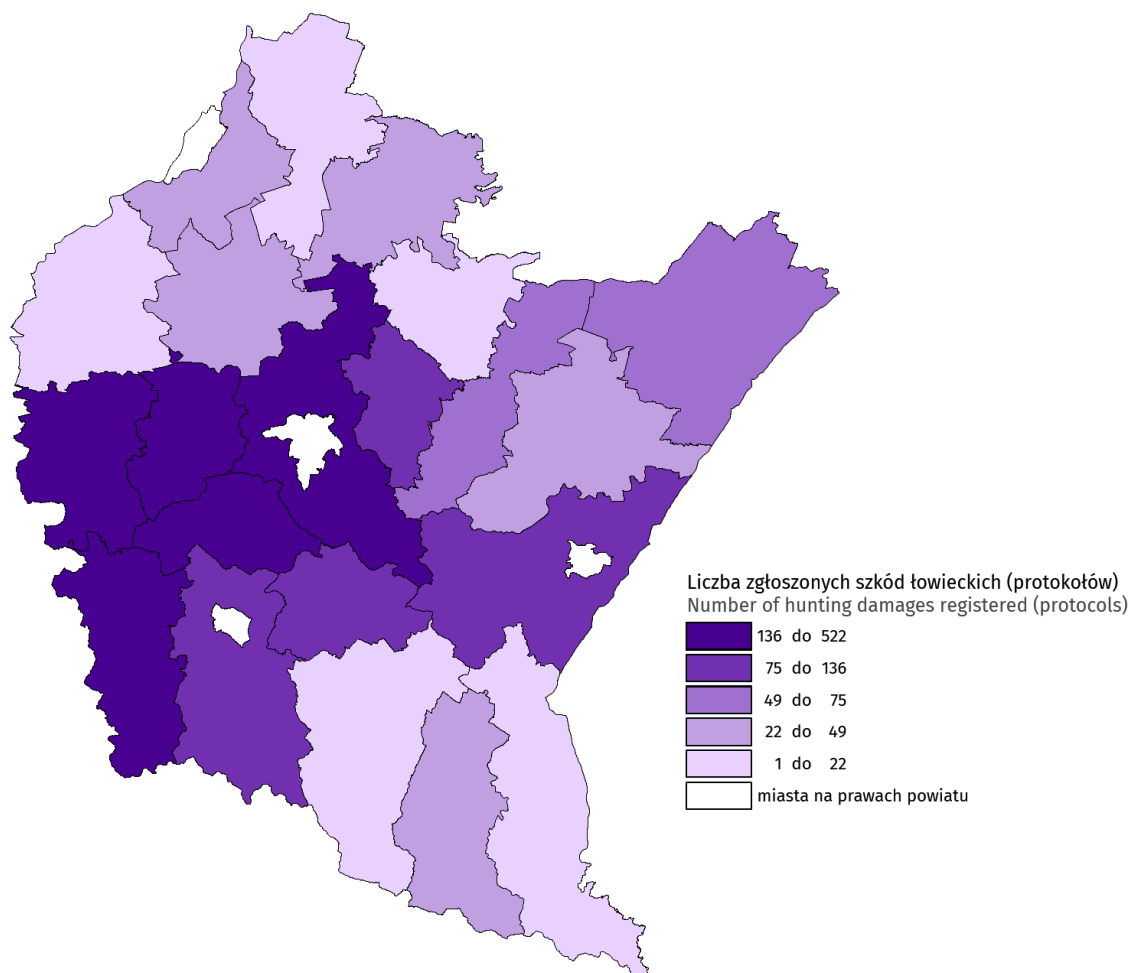 Liczba zgłoszonych szkód łowieckich (protokołów)
Number of hunting damages registered (protocols)
136 do 522
75 do 136
49 do 75
22 do 49
1 do 22
miasta na prawach powiatu